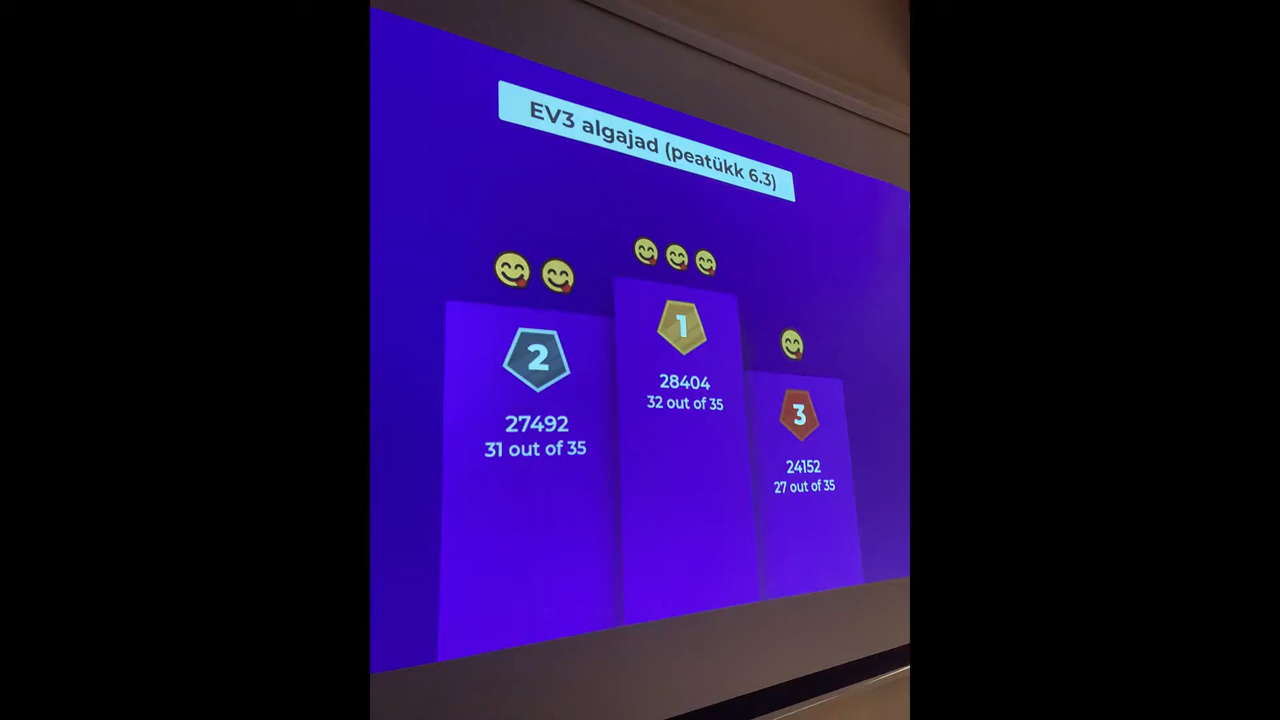 EV3 algajad (peatükk 6.3)
2
27492
31 out of 35
1
28404
32 out of 35
3
24152
27 out of 35